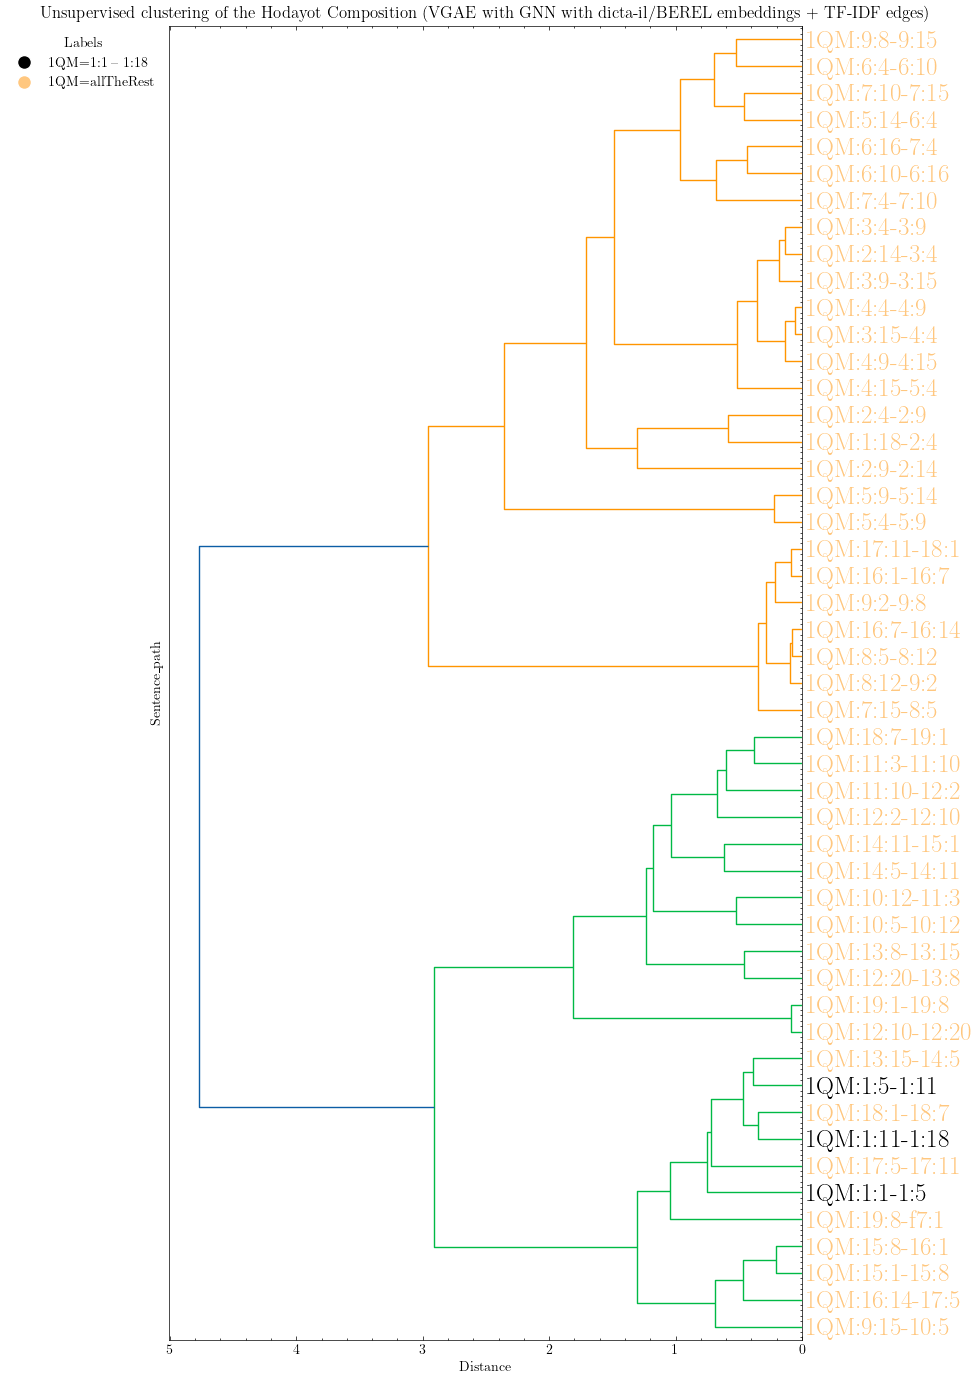 Unsupervised clustering of the Hodayot Composition (VGAE with GNN with dicta-il/BEREL embeddings + TF-IDF edges)
Labels
1QM=1:1 – 1:18
1QM=allTheRest
1QM:9:8-9:15
1QM:6:4-6:10
1QM:7:10-7:15
1QM:5:14-6:4
1QM:6:16-7:4
1QM:6:10-6:16
1QM:7:4-7:10
1QM:3:4-3:9
1QM:2:14-3:4
1QM:3:9-3:15
1QM:4:4-4:9
1QM:3:15-4:4
1QM:4:9-4:15
1QM:4:15-5:4
1QM:2:4-2:9
1QM:1:18-2:4
1QM:2:9-2:14
1QM:5:9-5:14
1QM:5:4-5:9
1QM:17:11-18:1
1QM:16:1-16:7
1QM:9:2-9:8
1QM:16:7-16:14
1QM:8:5-8:12
1QM:8:12-9:2
1QM:7:15-8:5
1QM:18:7-19:1
1QM:11:3-11:10
1QM:11:10-12:2
1QM:12:2-12:10
1QM:14:11-15:1
1QM:14:5-14:11
1QM:10:12-11:3
1QM:10:5-10:12
1QM:13:8-13:15
1QM:12:20-13:8
1QM:19:1-19:8
1QM:12:10-12:20
1QM:13:15-14:5
1QM:1:5-1:11
1QM:18:1-18:7
1QM:1:11-1:18
1QM:17:5-17:11
1QM:1:1-1:5
1QM:19:8-f7:1
1QM:15:8-16:1
1QM:15:1-15:8
1QM:16:14-17:5
1QM:9:15-10:5
Sentence_path
5 4 3 2 1 0
Distance